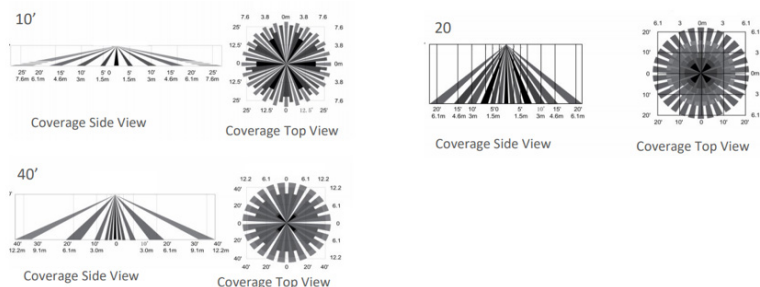 10’
7.6 3.8 0m 3.8 7.6
25' 25' 7.6
12.5' 12.5' 3.8
0 0 0m
12.5' 12.5' 3.8
25' 7.6
25' 12.5' 0 12.5' 25'
25' 20' 15' 10' 5' 0 5' 10' 15' 20' 25'
7.6m 6.1m 4.6m 3m 1.5m 1.5m 3m 4.6m 6.1m 7.6m
Coverage Side View
Coverage Top View
20
6.1 3 0m 3 6.1
20' 6.1
10' 3
0 0m
10' 3
20' 6.1
20' 10' 0 10' 20'
20' 15' 10' 5'0 5' 10' 15' 20'
6.1m 4.6m 3m 1.5m 1.5m 3m 4.6m 6.1m
Coverage Side View
Coverage Top View
40’
12.2 6.1 0 6.1 12.2
40' 12.2
20' 6.1
0 0
20' 6.1
40' 12.2
40' 20' 0 20' 40'
40' 30' 20' 10' 0 10' 20' 30' 40'
12.2m 9.1m 6.1m 3.0m 3.0m 6.1m 9.1m 12.2m
Coverage Side View
Coverage Top View